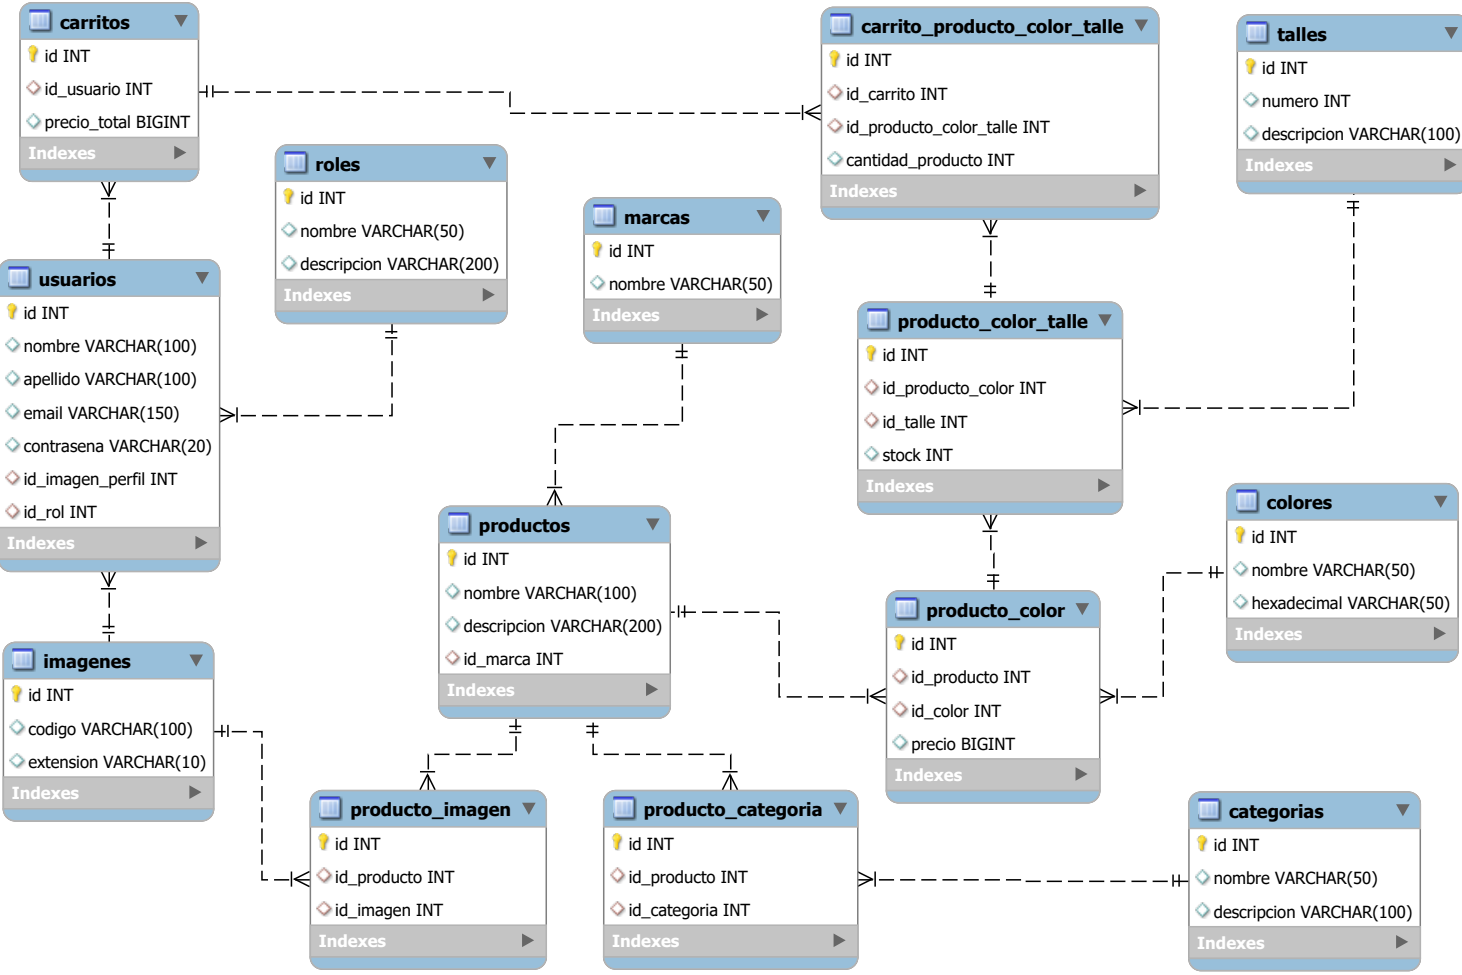 carritos
id INT
id_usuario INT
precio_total BIGINT
Indexes
carrito_producto_color_talle
id INT
id_carrito INT
id_producto_color_talle INT
cantidad_producto INT
Indexes
talles
id INT
numero INT
descripcion VARCHAR(100)
Indexes
roles
id INT
nombre VARCHAR(50)
descripcion VARCHAR(200)
Indexes
marcas
id INT
nombre VARCHAR(50)
Indexes
usuarios
id INT
nombre VARCHAR(100)
apellido VARCHAR(100)
email VARCHAR(150)
contrasena VARCHAR(20)
id_imagen_perfil INT
id_rol INT
Indexes
producto_color_talle
id INT
id_producto_color INT
id_talle INT
stock INT
Indexes
productos
id INT
nombre VARCHAR(100)
descripcion VARCHAR(200)
id_marca INT
Indexes
colores
id INT
nombre VARCHAR(50)
hexadecimal VARCHAR(50)
Indexes
producto_color
id INT
id_producto INT
id_color INT
precio BIGINT
Indexes
imagenes
id INT
codigo VARCHAR(100)
extension VARCHAR(10)
Indexes
producto_imagen
id INT
id_producto INT
id_imagen INT
Indexes
producto_categoria
id INT
id_producto INT
id_categoria INT
Indexes
categorias
id INT
nombre VARCHAR(50)
descripcion VARCHAR(100)
Indexes